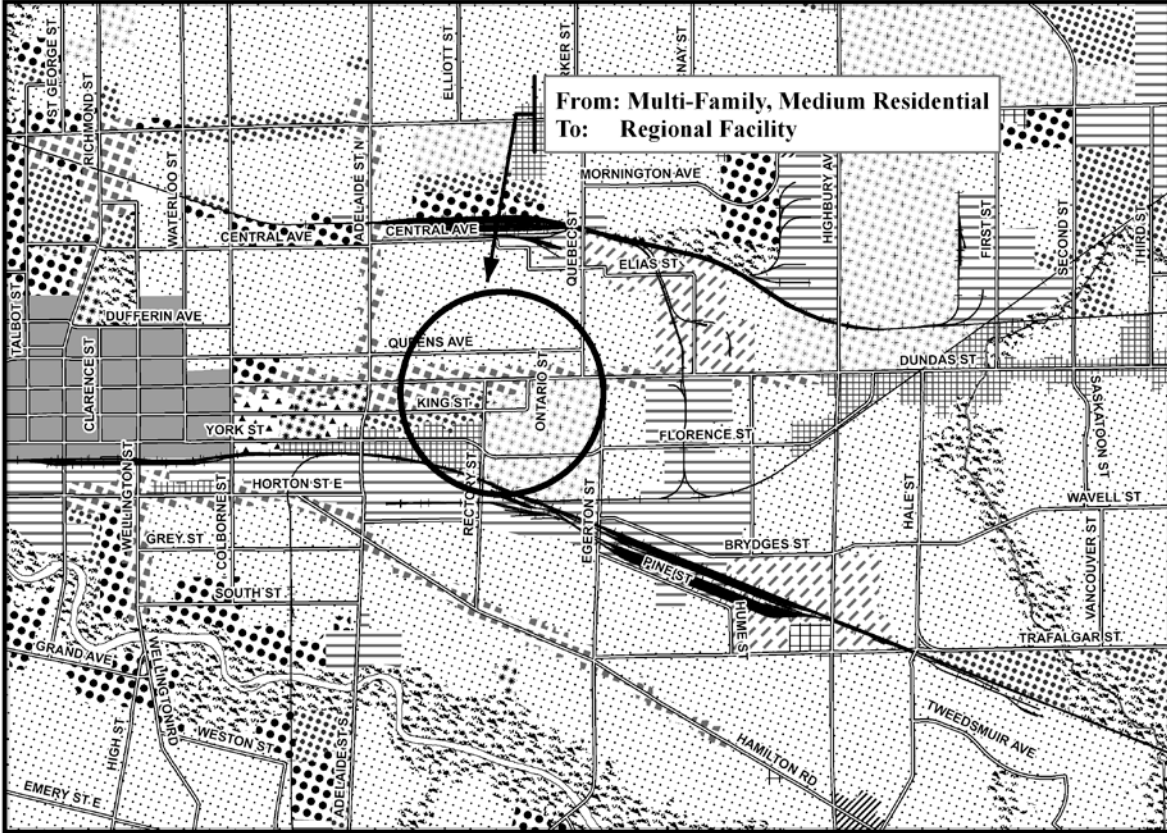 ST GEORGE ST
RICHMOND ST
WATERLOO ST
ADELAIDE ST N
ELLIOTT ST
RKER ST
NAY ST
From: Multi-Family, Medium Residential
To: Regional Facility
MORNINGTON AVE
HIGHBURY AV
FIRST ST
SECOND ST
THIRD ST
CENTRAL AVE
CENTRAL AVE
QUEBEC ST
ELIAS ST
TALBOT ST
DUFFERIN AVE
CLARENCE ST
QUEENS AVE
DUNDAS ST
ONTARIO ST
KING ST
YORK ST
FLORENCE ST
SASKATOON ST
WELLINGTON ST
COLBORNE ST
HORTON ST E
RECTORY ST
EGERTON ST
HALE ST
WAVELL ST
GREY ST
BRYDGES ST
PINE ST
VANCOUVER ST
SOUTH ST
HUME ST
TRAFALGAR ST
GRAND AVE
WELLINGTON RD
HIGH ST
WESTON ST
ADELAIDE ST S
TWEEDSMUIR AVE
HAMILTON RD
EMERY ST E